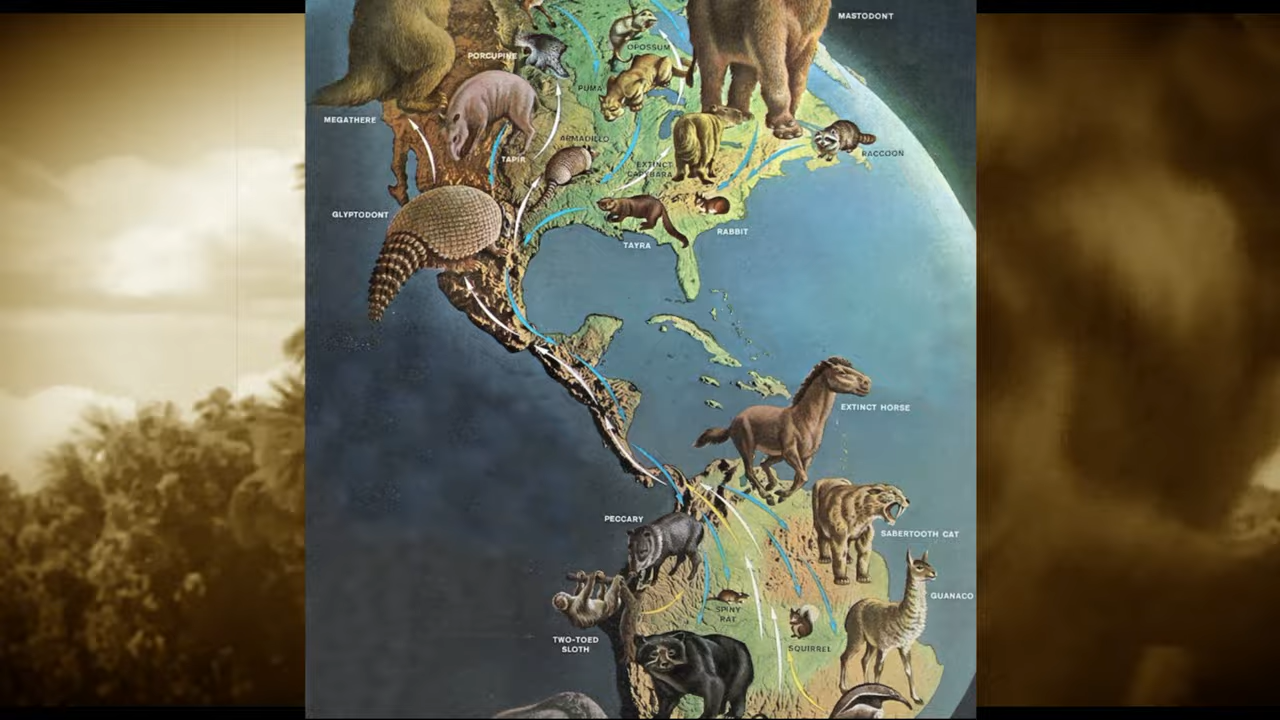 MASTODONT
OPOSSUM
PORCUPINE
PUMA
MEGATHERE
ARMADILLO
RACCOON
TAPIR
EXTINCT
CAPYBARA
GLYPTODONT
RABBIT
TAYRA
EXTINCT HORSE
PECCARY
SABERTOOTH CAT
GUANACO
SPINY
RAT
TWO-TOED
SLOTH
SQUIRREL